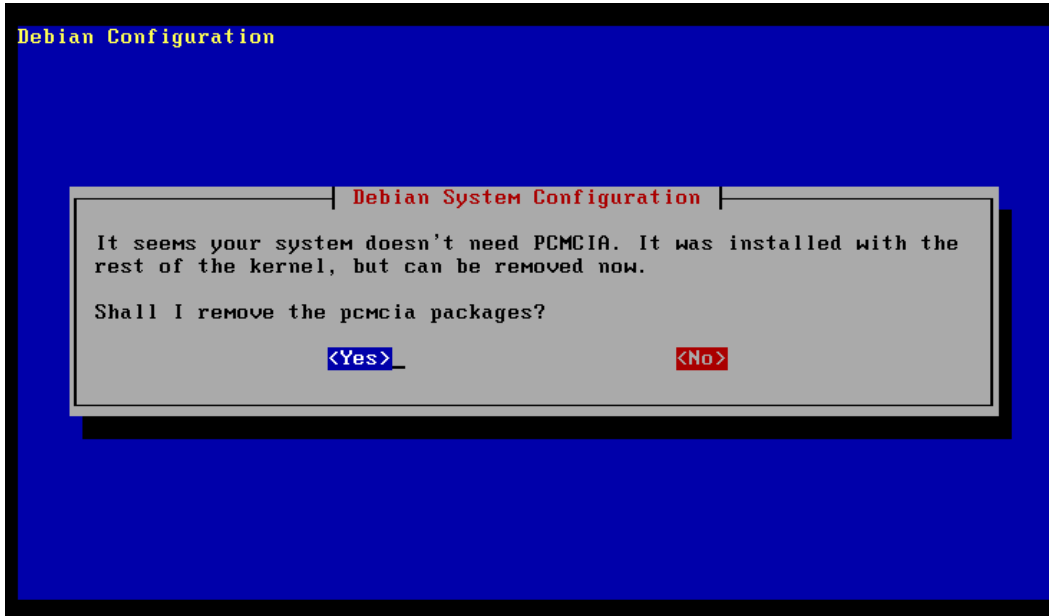 Debian Configuration
Debian System Configuration
It seems your system doesn't need PCMCIA. It was installed with the
rest of the kernel, but can be removed now.
Shall I remove the pcmcia packages?
<Yes> <No>